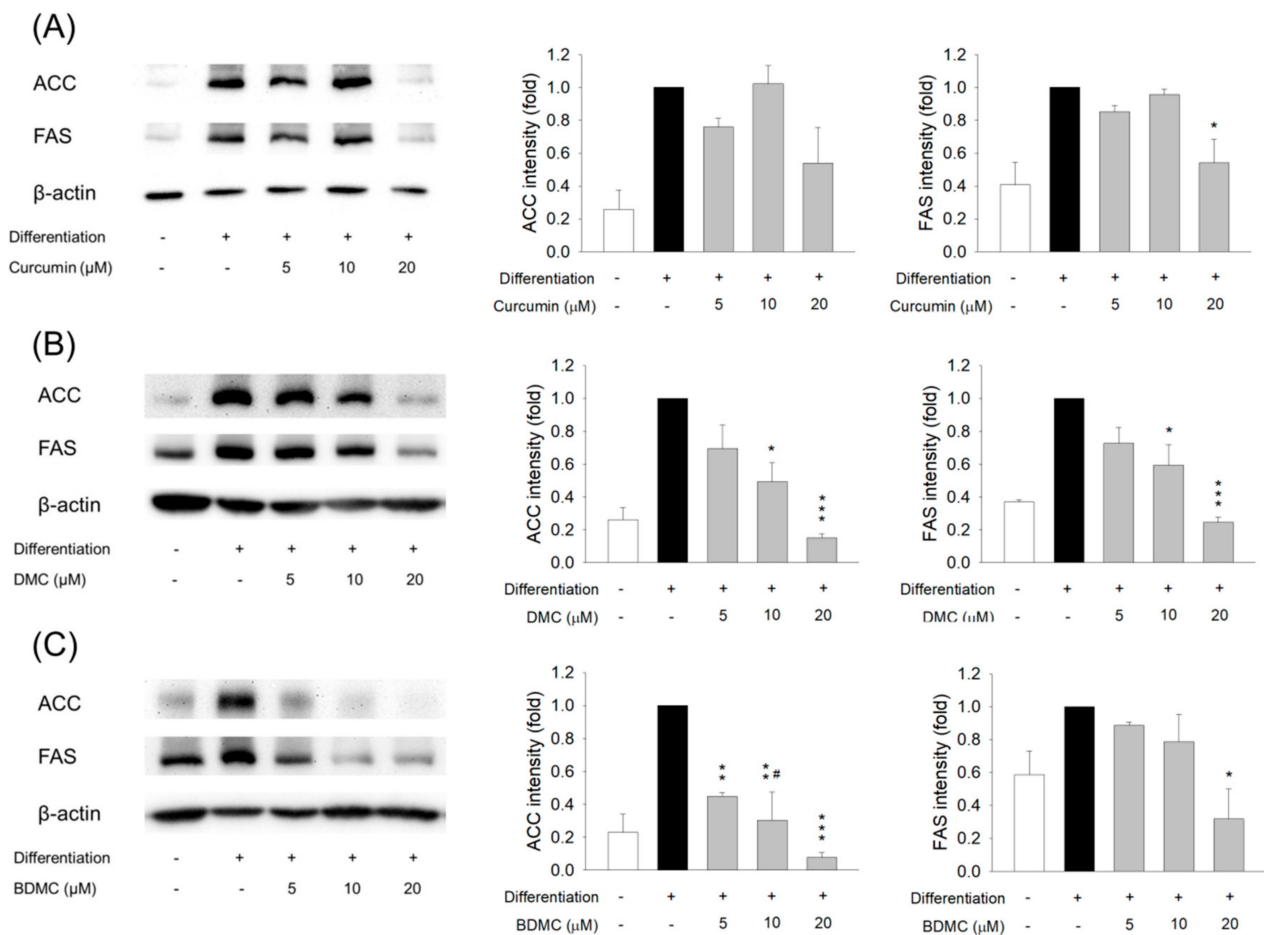 (A)
ACC
FAS
β-actin
Differentiation - + + + +
Curcumin (μM) - - 5 10 20
ACC intensity (fold)
1.2
1.0
0.8
0.6
0.4
0.2
0.0
Differentiation - + + + +
Curcumin (μM) - - 5 10 20
FAS intensity (fold)
1.2
1.0
0.8
0.6
0.4
0.2
0.0
*
Differentiation - + + + +
Curcumin (μM) - - 5 10 20
(B)
ACC
FAS
β-actin
Differentiation - + + + +
DMC (μM) - - 5 10 20
ACC intensity (fold)
1.2
1.0
0.8
0.6
0.4
0.2
0.0
* ***
Differentiation - + + + +
DMC (μM) - - 5 10 20
FAS intensity (fold)
1.2
1.0
0.8
0.6
0.4
0.2
0.0
* ***
Differentiation - + + + +
DMC (μM) - - 5 10 20
(C)
ACC
FAS
β-actin
Differentiation - + + + +
BDMC (μM) - - 5 10 20
ACC intensity (fold)
1.2
1.0
0.8
0.6
0.4
0.2
0.0
** **# ***
Differentiation - + + + +
BDMC (μM) - - 5 10 20
FAS intensity (fold)
1.2
1.0
0.8
0.6
0.4
0.2
0.0
*
Differentiation - + + + +
BDMC (μM) - - 5 10 20